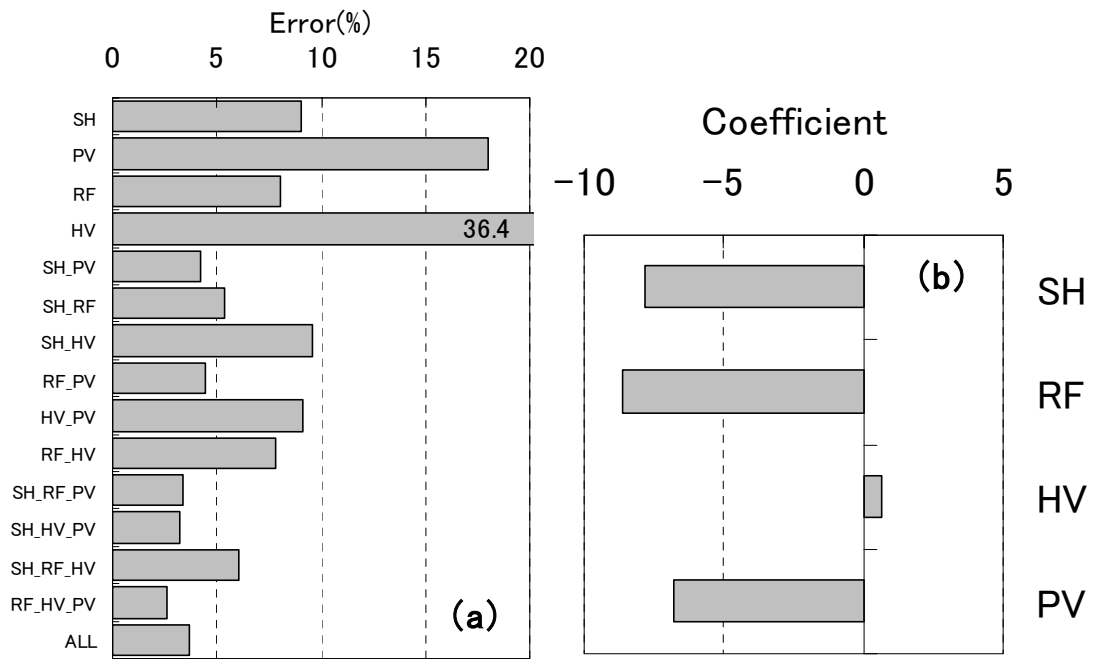 Error(%)
0 5 10 15 20
SH
PV
RF
HV
36.4
SH_PV
SH_RF
SH_HV
RF_PV
HV_PV
RF_HV
SH_RF_PV
SH_HV_PV
SH_RF_HV
RF_HV_PV
ALL
(a)
Coefficient
-10 -5 0 5
(b)
SH
RF
HV
PV